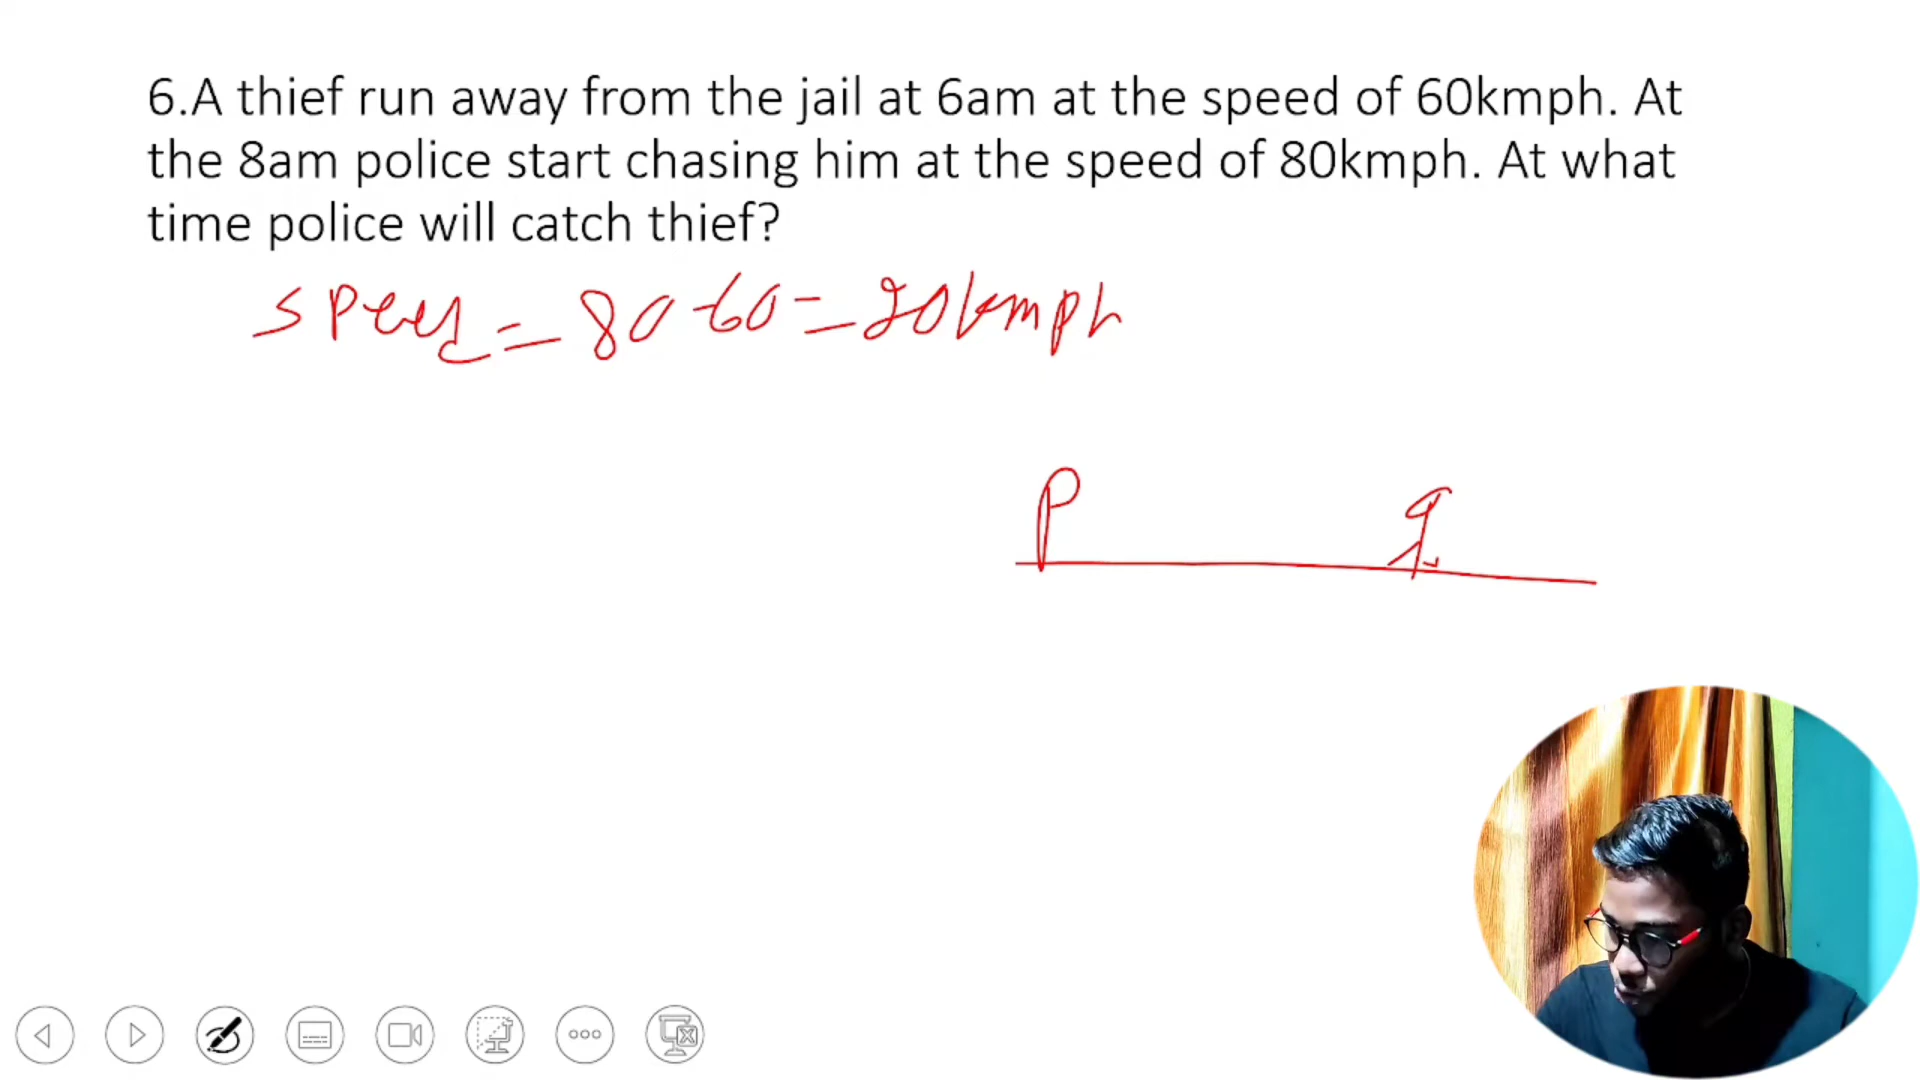 6.A thief run away from the jail at 6am at the speed of 60kmph. At
the 8am police start chasing him at the speed of 80kmph. At what
time police will catch thief?
speed = 80-60=20kmph
P